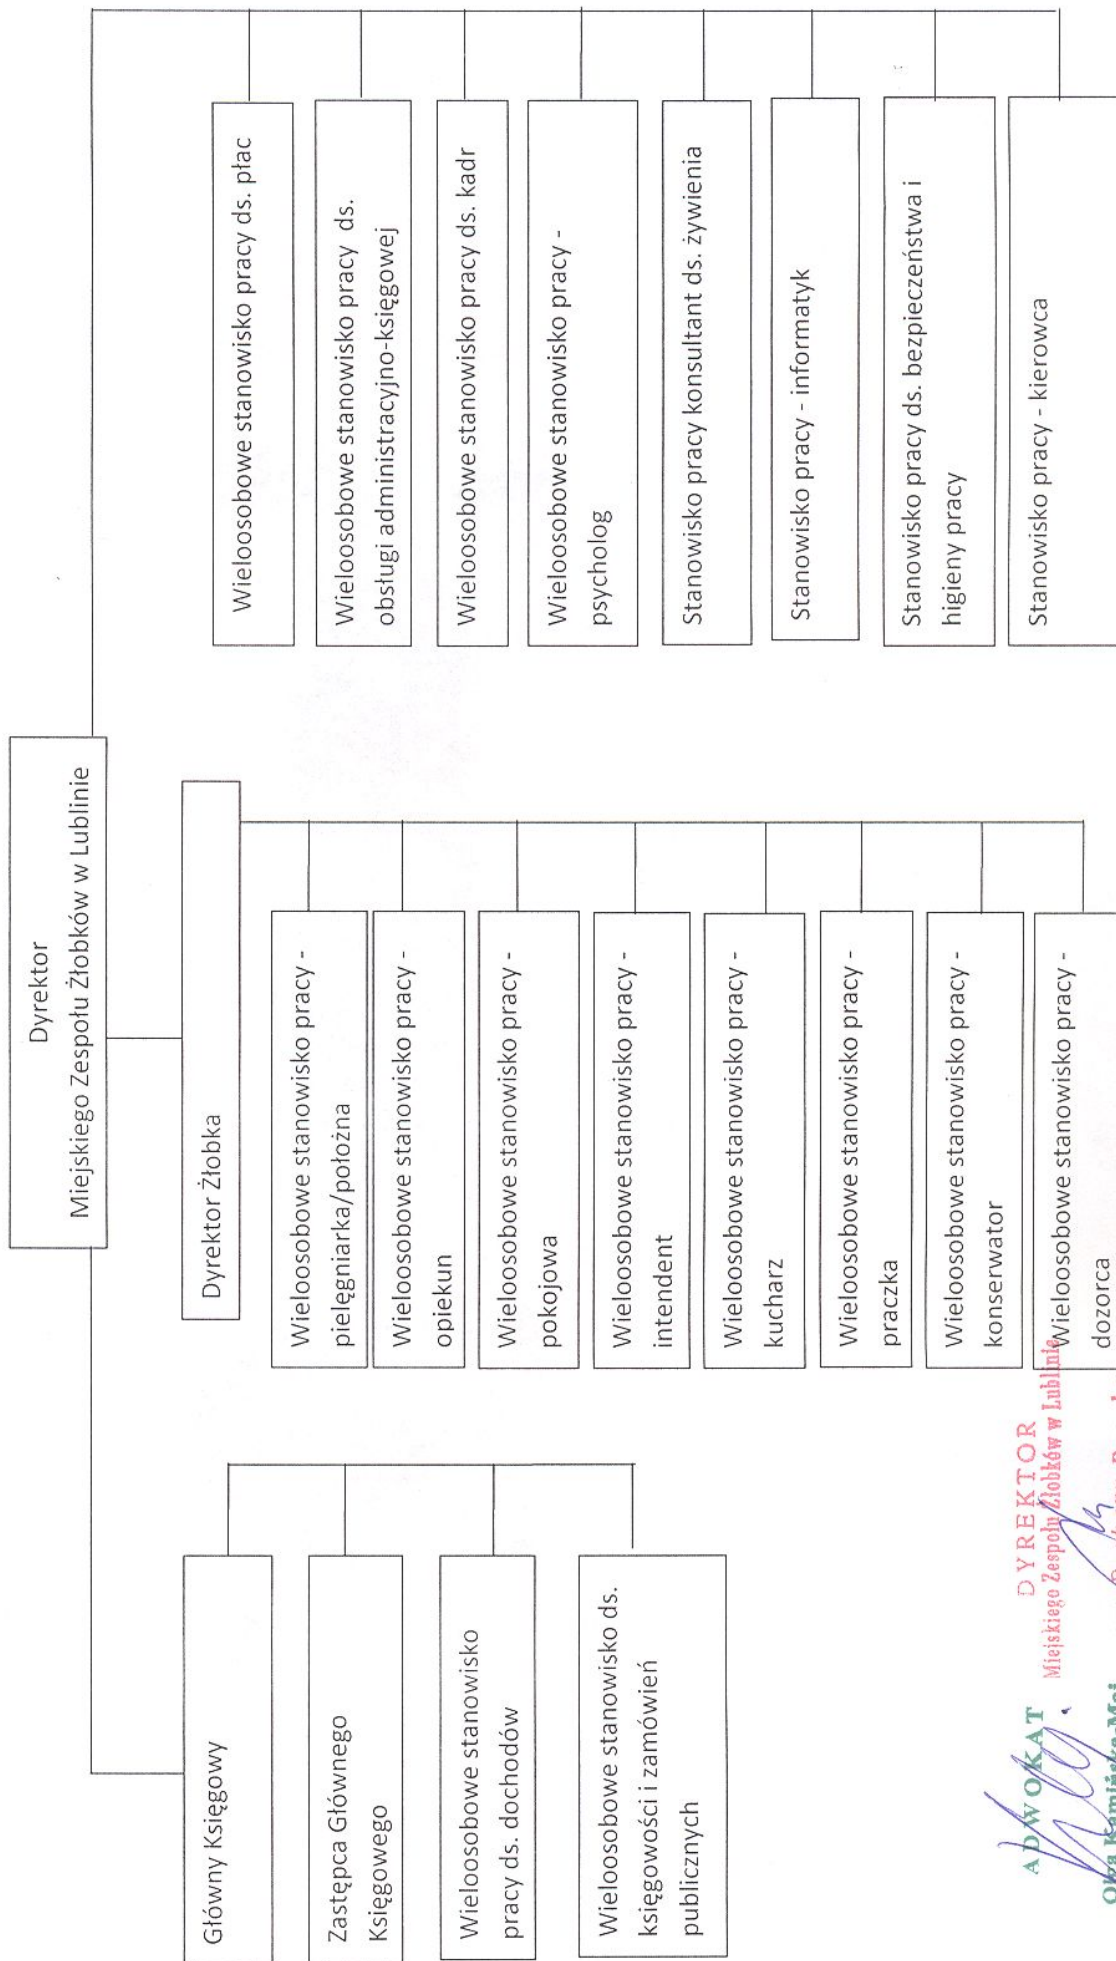 Dyrektor
Miejskiego Zespołu Żłobków w Lublinie
Główny Księgowy
Zastępca Głównego
Księgowego
Wieloosobowe stanowisko
pracy ds. dochodów
Wieloosobowe stanowisko ds.
księgowości i zamówień
publicznych
Dyrektor Żłobka
Wieloosobowe stanowisko pracy -
pielęgniarka/położna
Wieloosobowe stanowisko pracy -
opiekun
Wieloosobowe stanowisko pracy -
pokojowa
Wieloosobowe stanowisko pracy -
intendent
Wieloosobowe stanowisko pracy -
kucharz
Wieloosobowe stanowisko pracy -
praczka
Wieloosobowe stanowisko pracy -
konserwator
Wieloosobowe stanowisko pracy -
dozorca
Wieloosobowe stanowisko pracy ds. płac
Wieloosobowe stanowisko pracy ds.
obsługi administracyjno-księgowej
Wieloosobowe stanowisko pracy ds. kadr
Wieloosobowe stanowisko pracy -
psycholog
Stanowisko pracy konsultant ds. żywienia
Stanowisko pracy - informatyk
Stanowisko pracy ds. bezpieczeństwa i
higieny pracy
Stanowisko pracy - kierowca
ADWOKAT
Olga Kamińska-Moj
DYREKTOR
Miejskiego Zespołu Żłobków w Lublinie